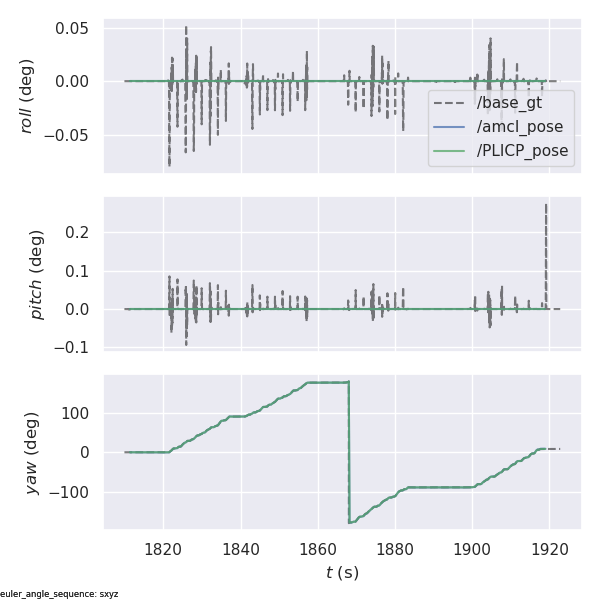 0.05
0.00
−0.05
roll (deg)
/base_gt
/amcl_pose
/PLICP_pose
0.2
0.1
0.0
−0.1
pitch (deg)
100
0
−100
yaw (deg)
1820 1840 1860 1880 1900 1920
t (s)
euler_angle_sequence: sxyz